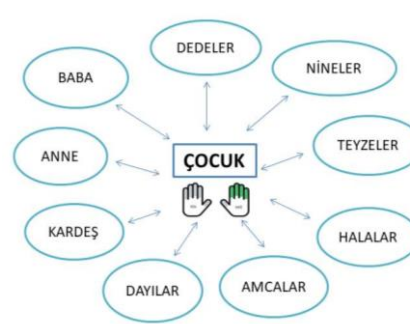 DEDELER
NİNELER
BABA
TEYZELER
ÇOCUK
ANNE
KARDEŞ
HALALAR
DAYILAR
AMCALAR